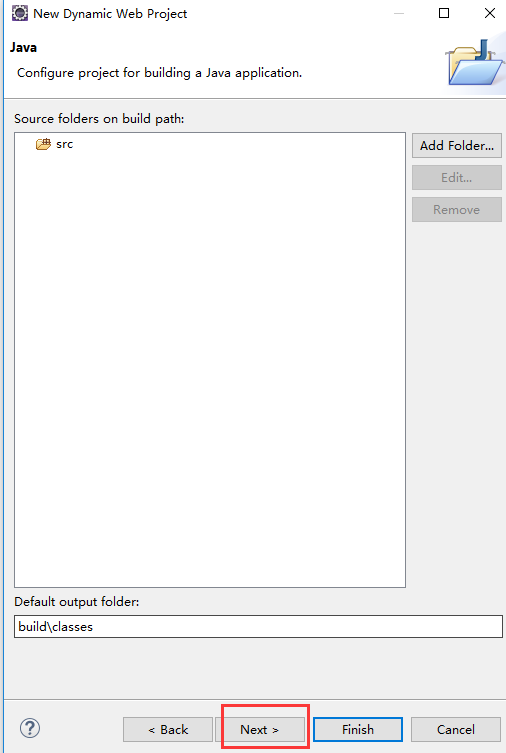 New Dynamic Web Project
Java
Configure project for building a Java application.
Source folders on build path:
src
Add Folder...
Edit...
Remove
Default output folder:
build\classes
?
< Back
Next >
Finish
Cancel